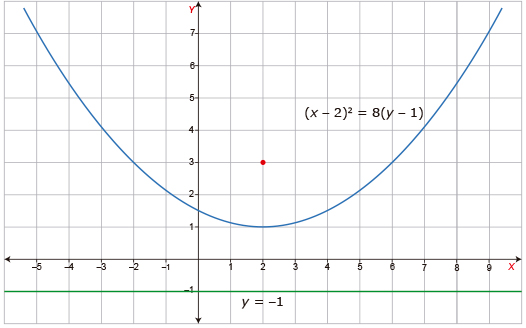 Y
7
6
5
(x – 2)² = 8(y – 1)
4
3
2
1
–5 –4 –3 –2 –1 1 2 3 4 5 6 7 8 9 X
–1
y = –1